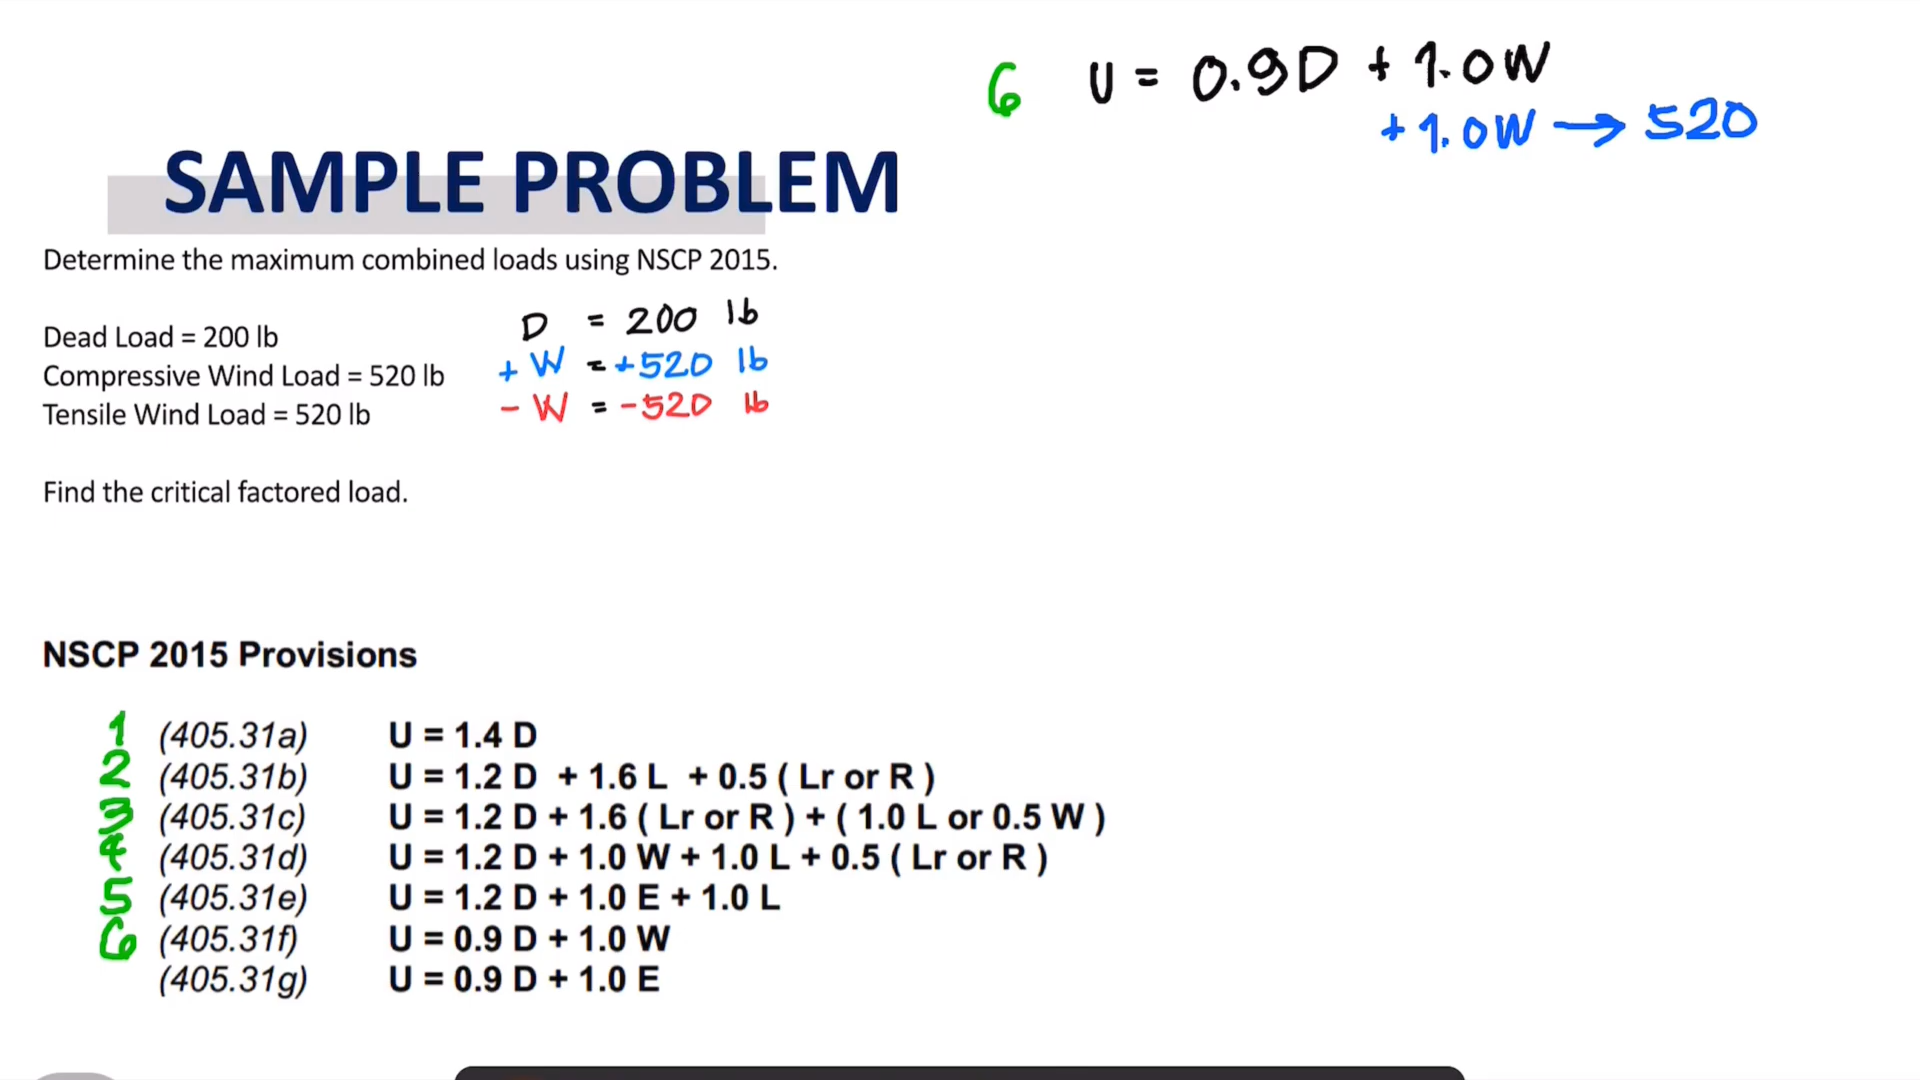 6 U = 0.9D + 1.0W
+ 1.0W → 520
SAMPLE PROBLEM
Determine the maximum combined loads using NSCP 2015.
Dead Load = 200 lb
Compressive Wind Load = 520 lb
Tensile Wind Load = 520 lb
D = 200 lb
+ W = +520 lb
- W = -520 lb
Find the critical factored load.
NSCP 2015 Provisions
1 (405.31a) U = 1.4 D
2 (405.31b) U = 1.2 D + 1.6 L + 0.5 ( Lr or R )
3 (405.31c) U = 1.2 D + 1.6 ( Lr or R ) + ( 1.0 L or 0.5 W )
4 (405.31d) U = 1.2 D + 1.0 W + 1.0 L + 0.5 ( Lr or R )
5 (405.31e) U = 1.2 D + 1.0 E + 1.0 L
6 (405.31f) U = 0.9 D + 1.0 W
(405.31g) U = 0.9 D + 1.0 E